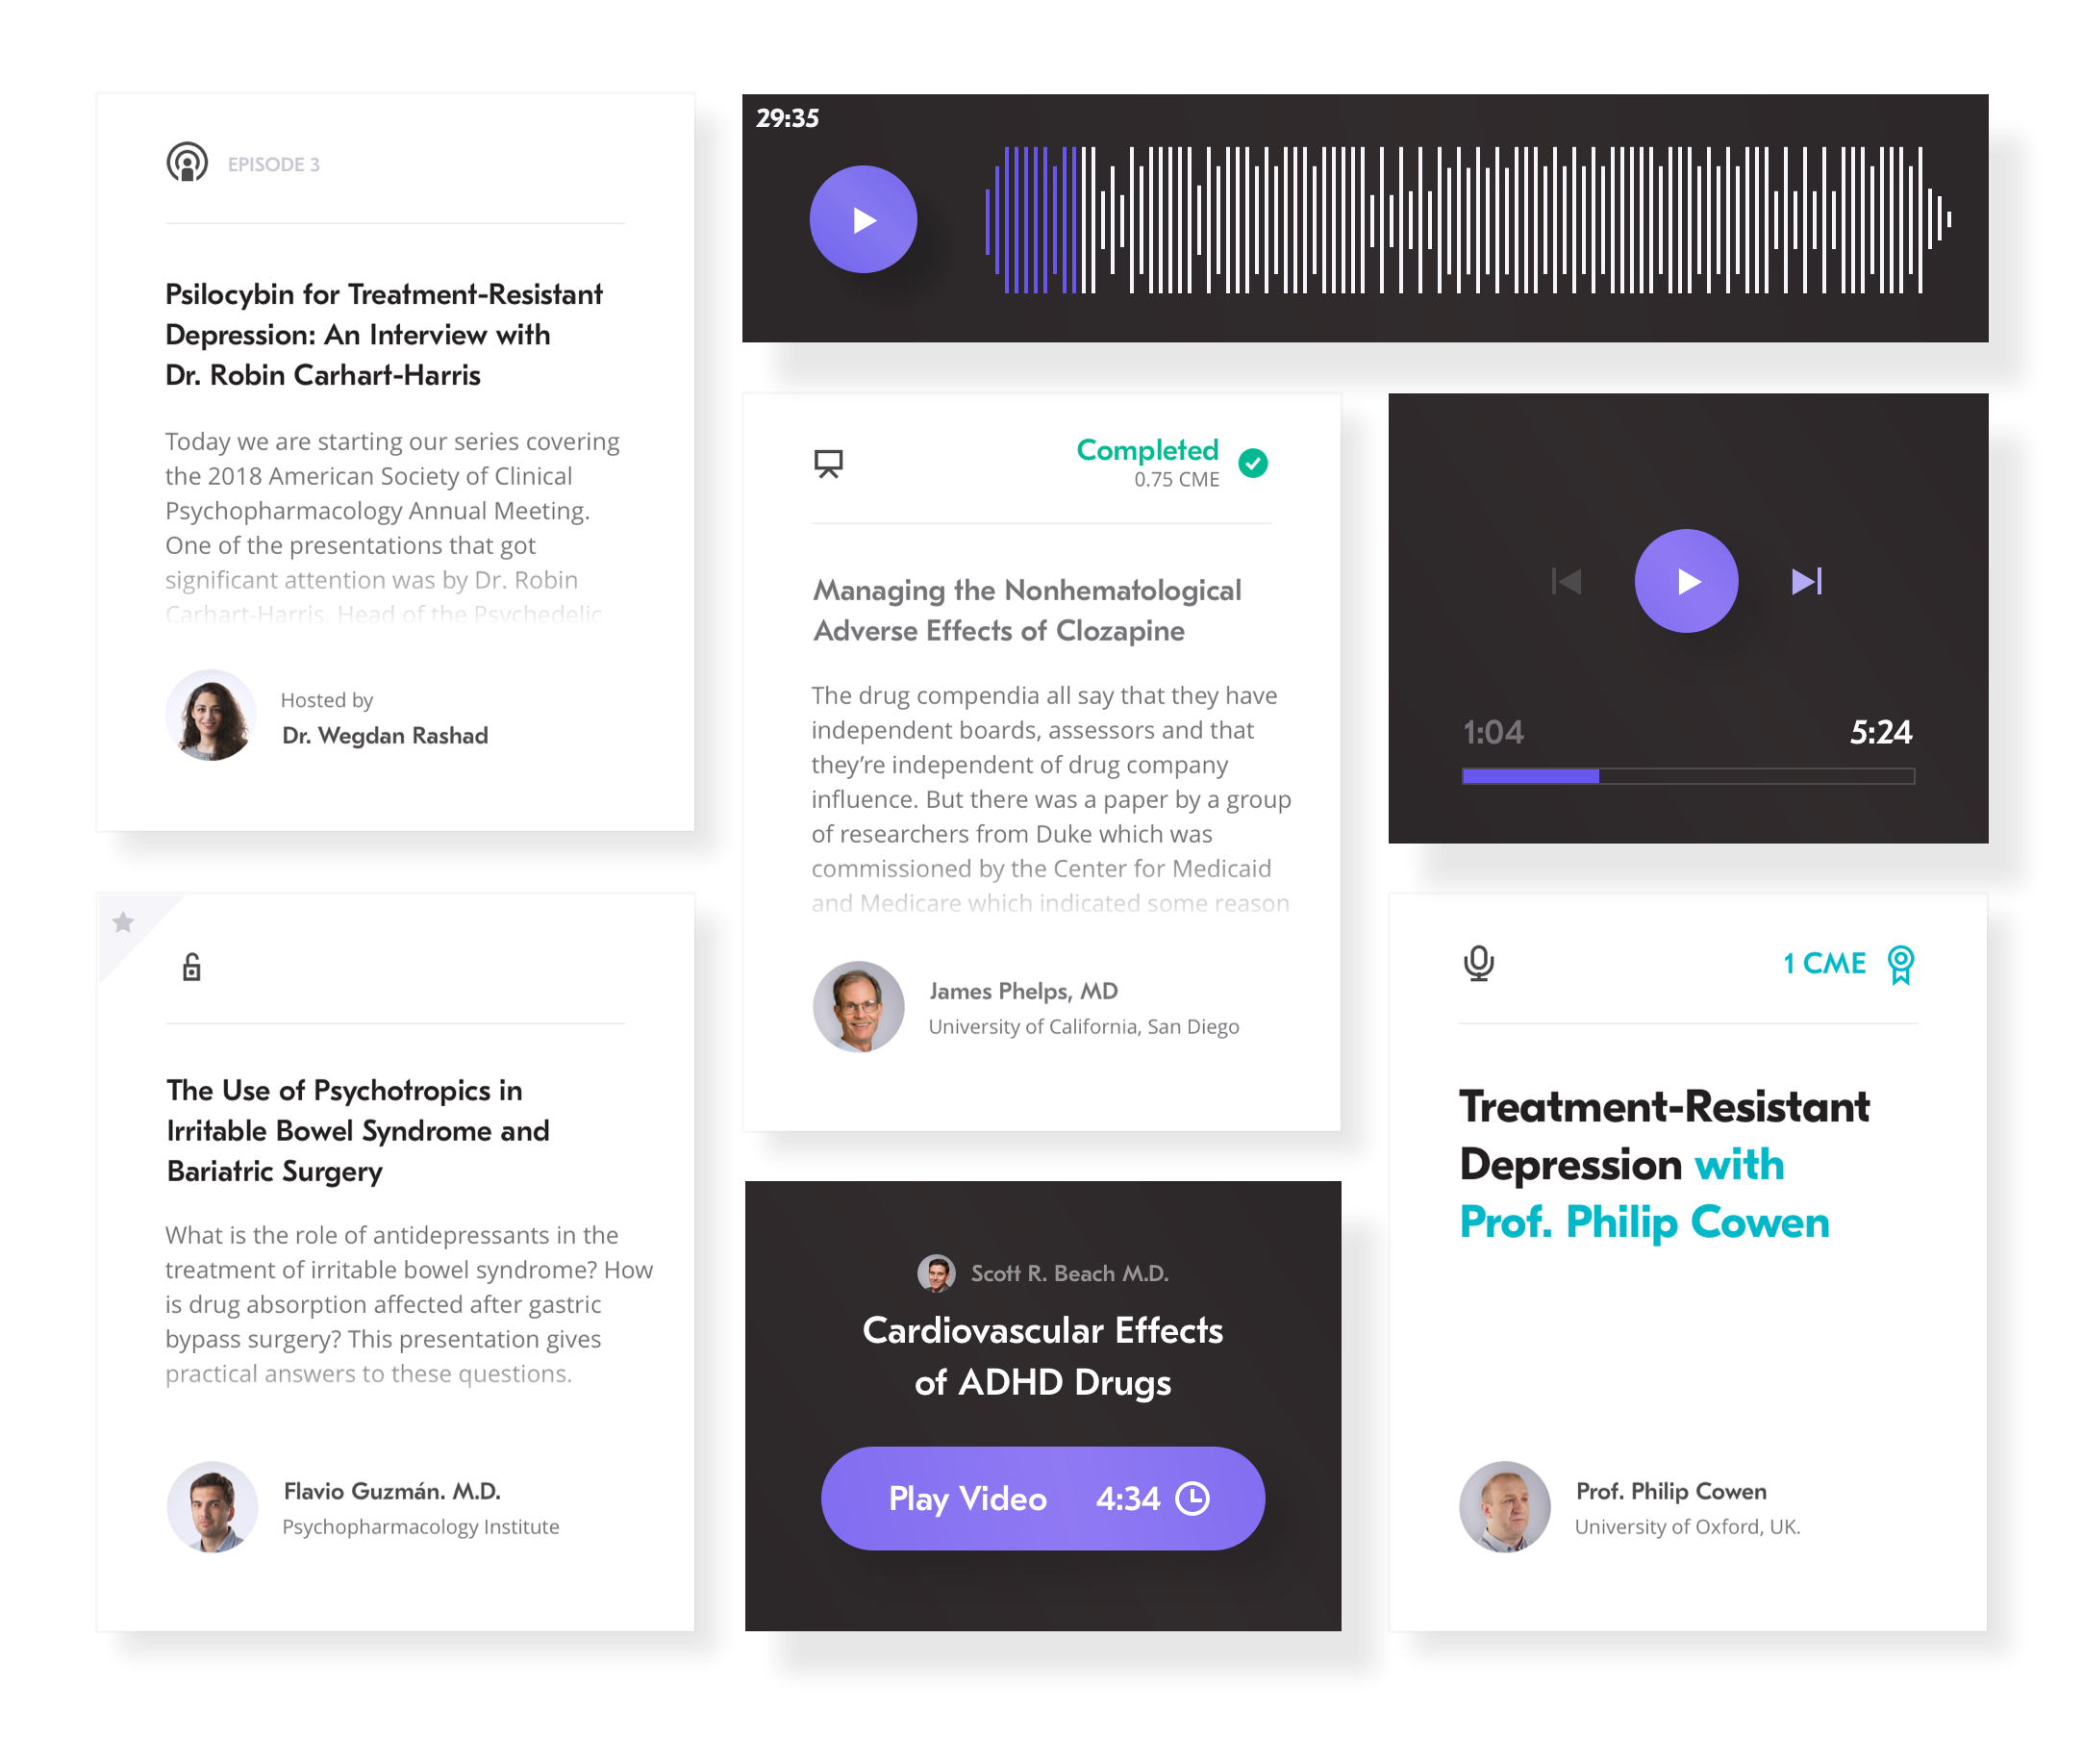 EPISODE 3
Psilocybin for Treatment-Resistant
Depression: An Interview with
Dr. Robin Carhart-Harris
Today we are starting our series covering
the 2018 American Society of Clinical
Psychopharmacology Annual Meeting.
One of the presentations that got
significant attention was by Dr. Robin
Carhart-Harris, Head of the Psychedelic
Hosted by
Dr. Wegdan Rashad
29:35
Completed
0.75 CME
Managing the Nonhematological
Adverse Effects of Clozapine
The drug compendia all say that they have
independent boards, assessors and that
they’re independent of drug company
influence. But there was a paper by a group
of researchers from Duke which was
commissioned by the Center for Medicaid
and Medicare which indicated some reason
James Phelps, MD
University of California, San Diego
1:04
5:24
The Use of Psychotropics in
Irritable Bowel Syndrome and
Bariatric Surgery
What is the role of antidepressants in the
treatment of irritable bowel syndrome? How
is drug absorption affected after gastric
bypass surgery? This presentation gives
practical answers to these questions.
Flavio Guzmán. M.D.
Psychopharmacology Institute
Scott R. Beach M.D.
Cardiovascular Effects
of ADHD Drugs
Play Video 4:34
1 CME
Treatment-Resistant
Depression with
Prof. Philip Cowen
Prof. Philip Cowen
University of Oxford, UK.